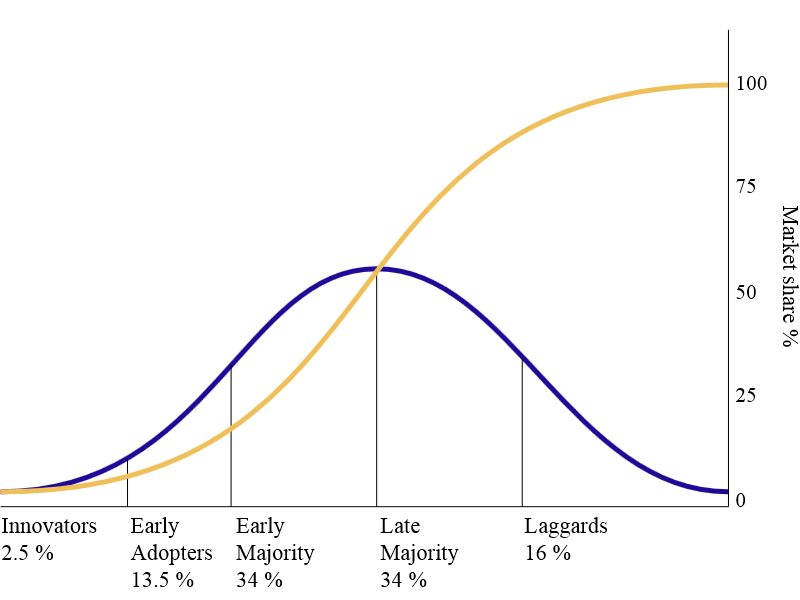 100
75
50
25
0
Market share %
Innovators
2.5 %
Early
Adopters
13.5 %
Early
Majority
34 %
Late
Majority
34 %
Laggards
16 %